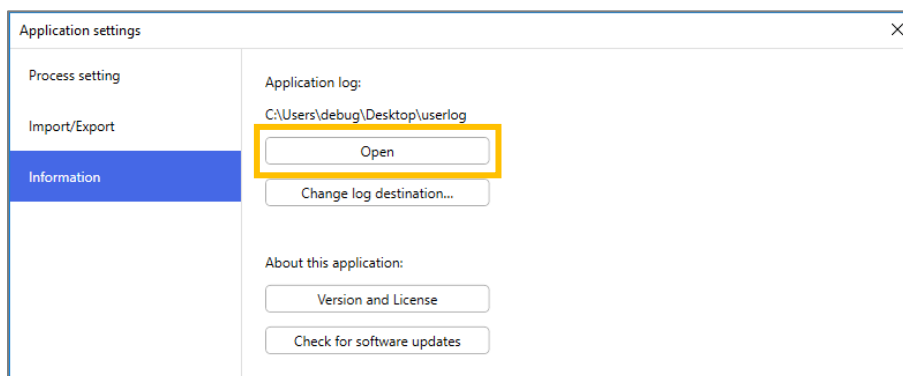 Application settings
Process setting
Import/Export
Information
Application log:
C:\Users\debug\Desktop\userlog
Open
Change log destination...
About this application:
Version and License
Check for software updates